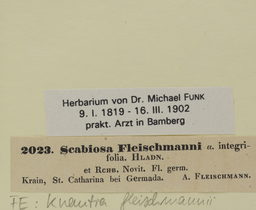 Herbarium von Dr. Michael FUNK
9. I. 1819 - 16. III. 1902
prakt. Arzt in Bamberg
2023. Scabiosa Fleischmanni α. integri-
folia. HLADN.
et RCHB. Novit. Fl. germ.
Krain, St. Catharina bei Germada. A. FLEISCHMANN.
FE: Knautia fleischmannii